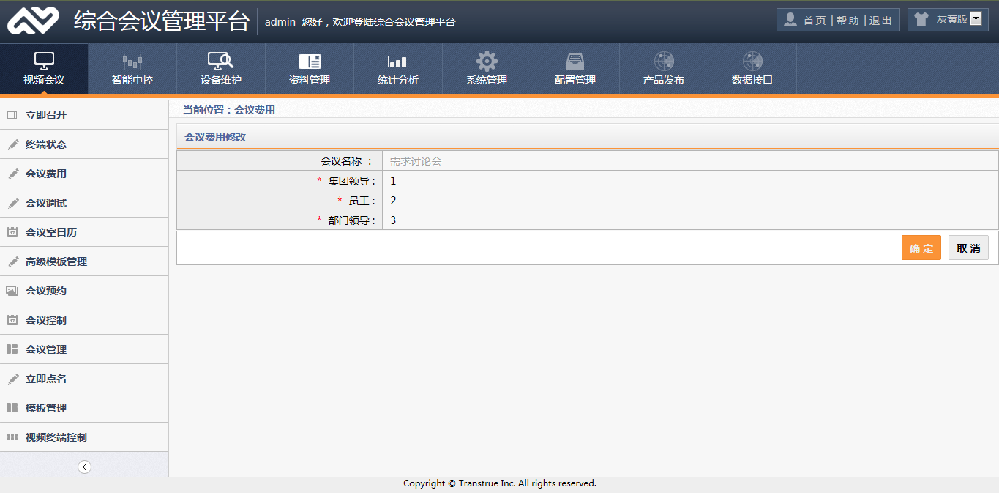 综合会议管理平台
admin 您好，欢迎登陆综合会议管理平台
首页 | 帮助 | 退出
灰黄版
视频会议 智能中控 设备维护 资料管理 统计分析 系统管理 配置管理 产品发布 数据接口
立即召开
终端状态
会议费用
会议调试
会议室日历
高级模板管理
会议预约
会议控制
会议管理
立即点名
模板管理
视频终端控制
当前位置：会议费用
会议费用修改
会议名称 ： 需求讨论会
* 集团领导： 1
* 员工： 2
* 部门领导： 3
确 定 取 消
Copyright © Transtrue Inc. All rights reserved.